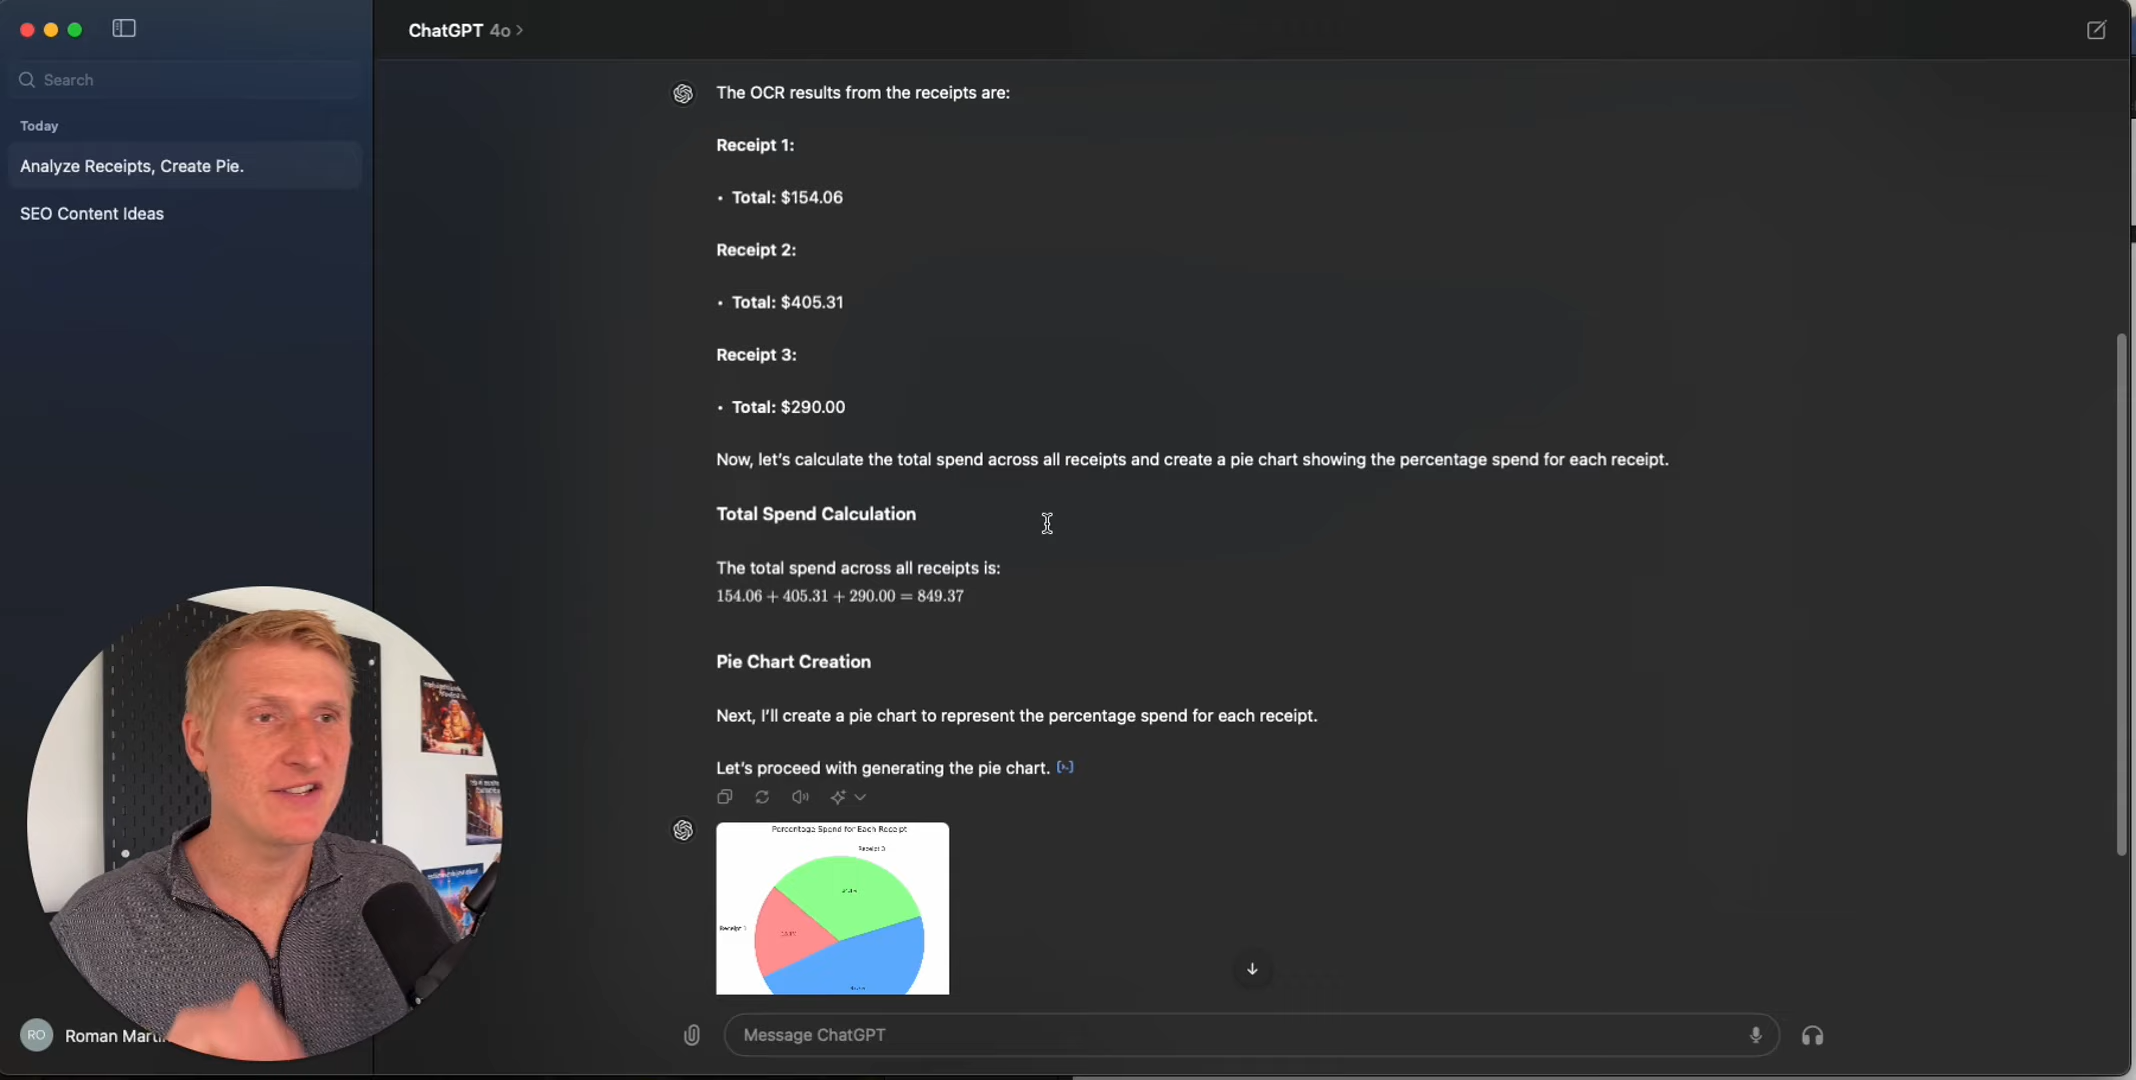 ChatGPT 4o >
Search
Today
Analyze Receipts, Create Pie.
SEO Content Ideas
The OCR results from the receipts are:
Receipt 1:
• Total: $154.06
Receipt 2:
• Total: $405.31
Receipt 3:
• Total: $290.00
Now, let's calculate the total spend across all receipts and create a pie chart showing the percentage spend for each receipt.
Total Spend Calculation
The total spend across all receipts is:
154.06 + 405.31 + 290.00 = 849.37
Pie Chart Creation
Next, I'll create a pie chart to represent the percentage spend for each receipt.
Let's proceed with generating the pie chart.
Percentage Spend for Each Receipt
Receipt 3
Receipt 1
RO
Roman
Message ChatGPT